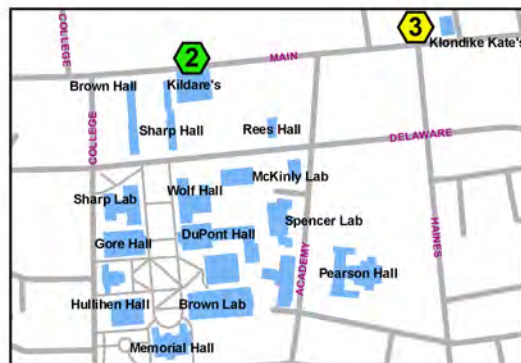 COLLEGE
3
Klondike Kate's
2
MAIN
Brown Hall
Kildare's
Sharp Hall
Rees Hall
DELAWARE
COLLEGE
McKinly Lab
Wolf Hall
Sharp Lab
Spencer Lab
HAINES
Gore Hall
DuPont Hall
ACADEMY
Pearson Hall
Hullihen Hall
Brown Lab
Memorial Hall